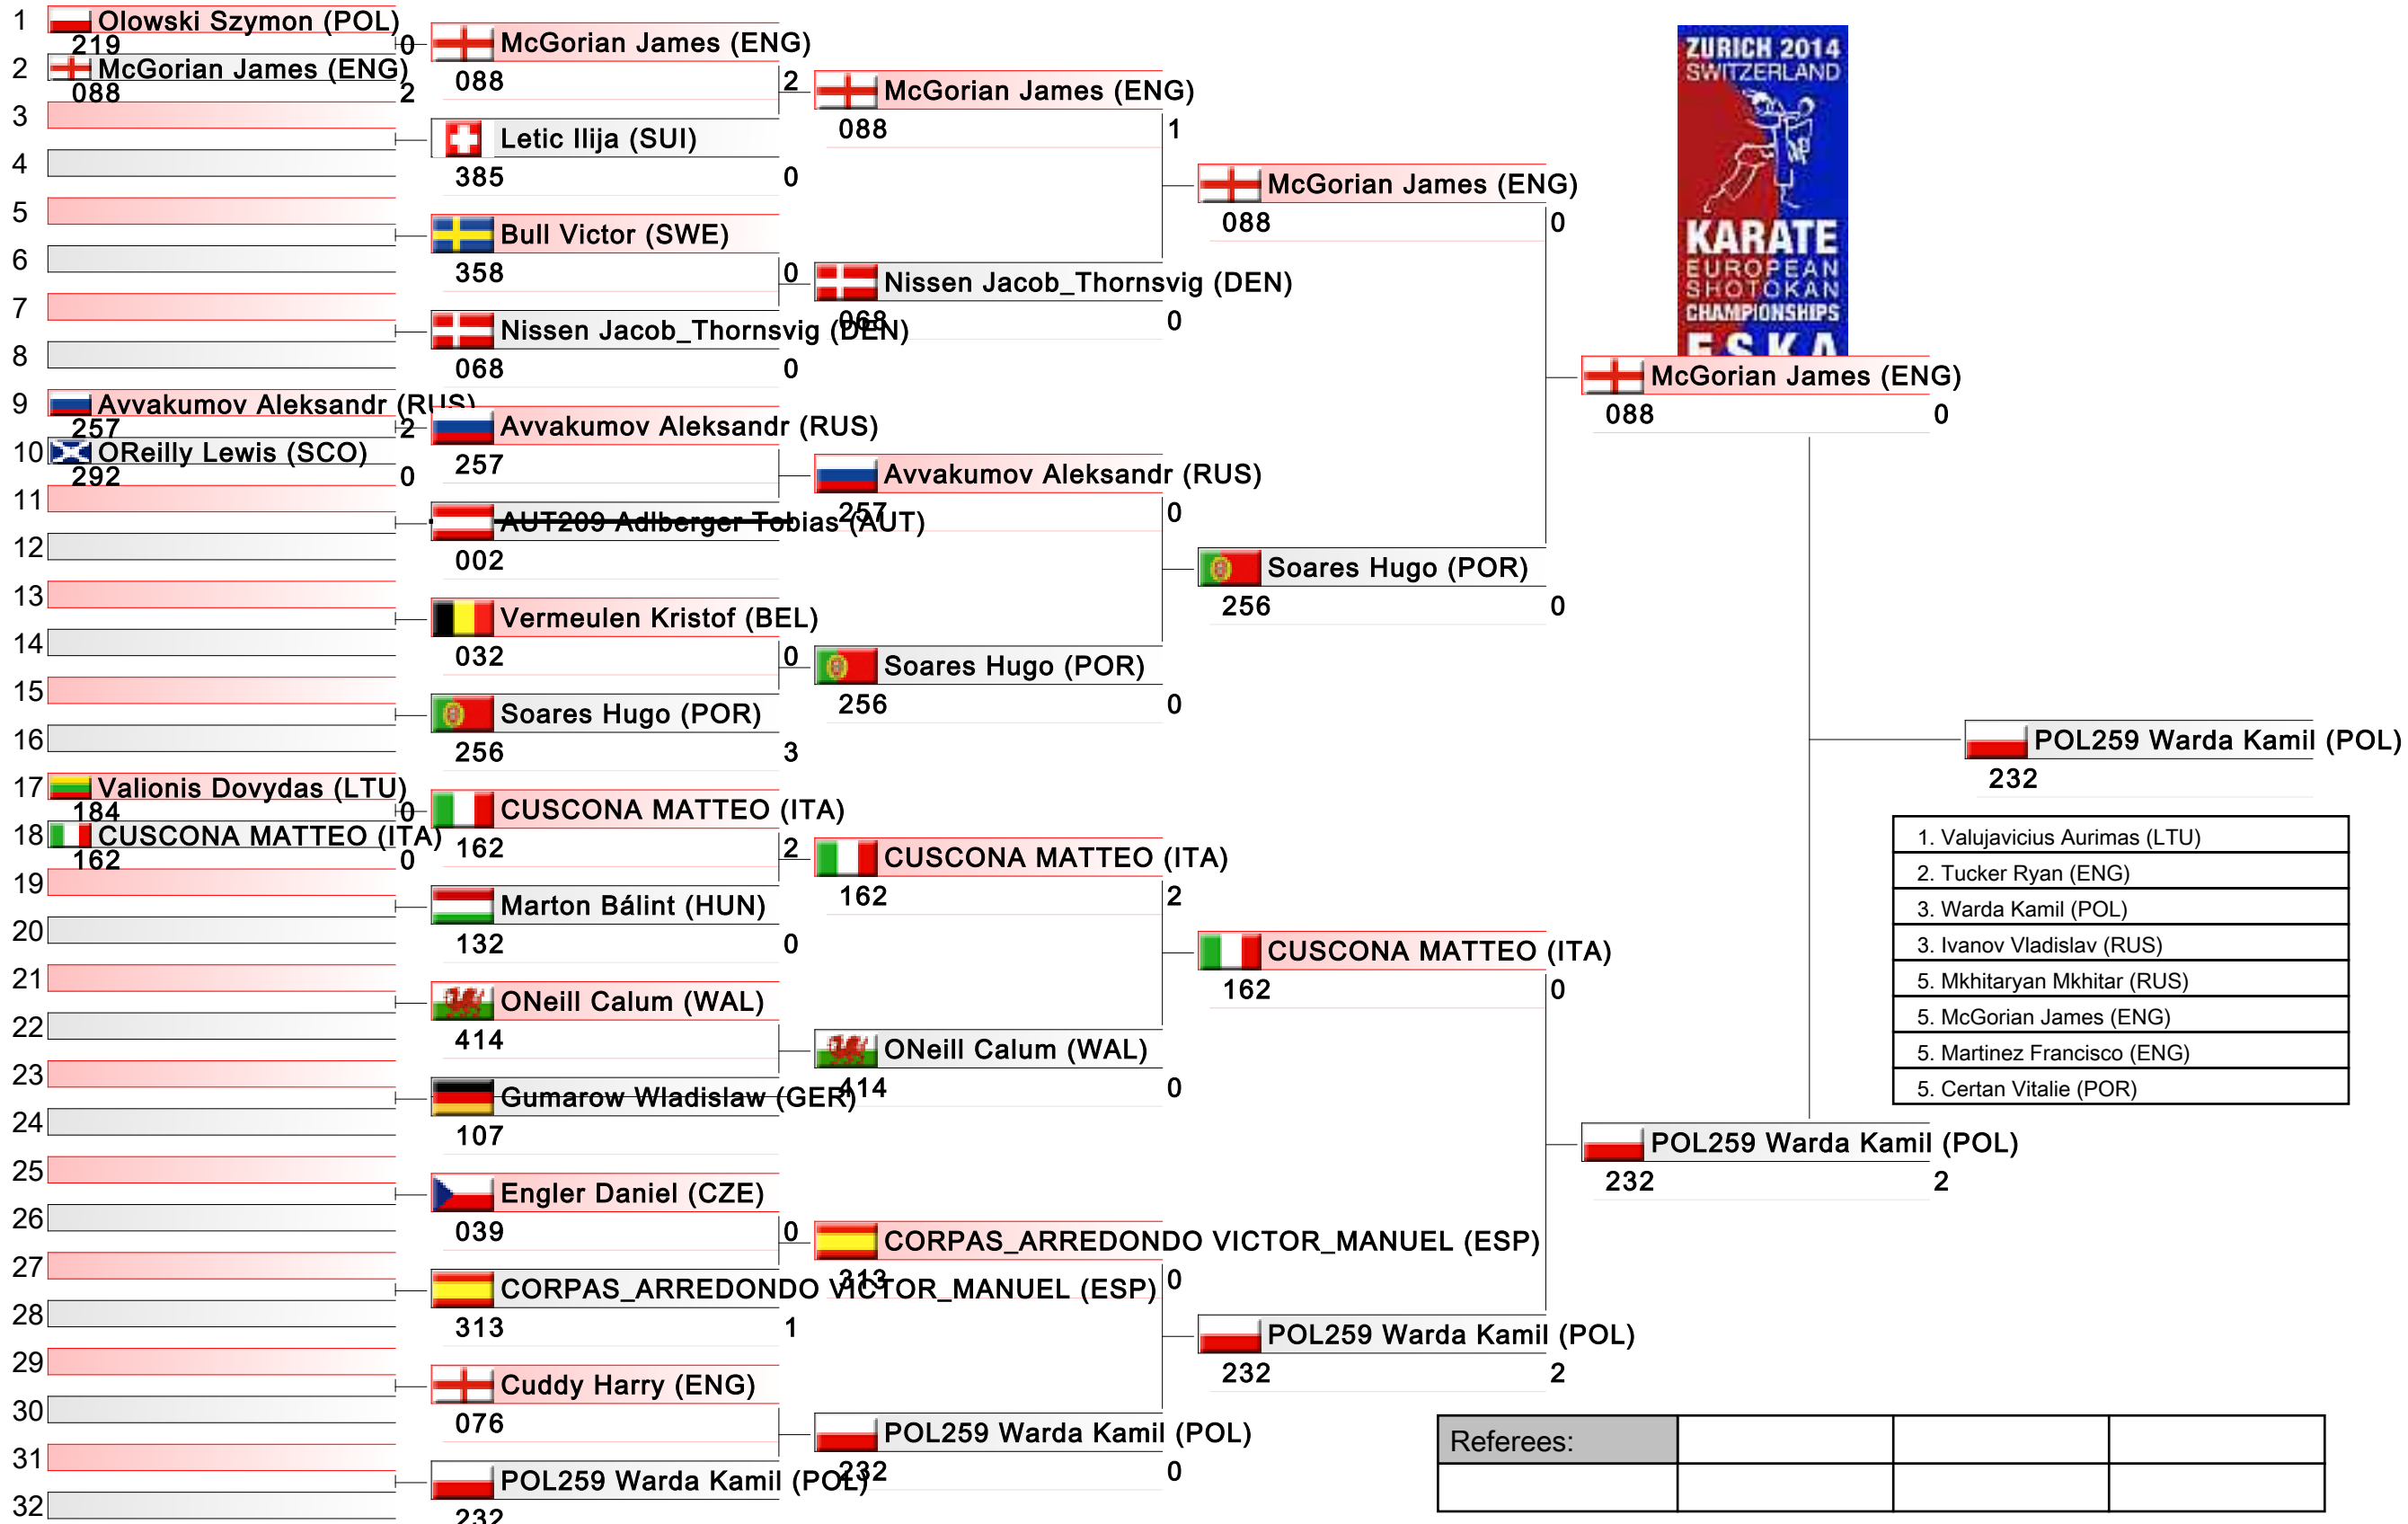 1 Olowski Szymon (POL)
219 0
2 McGorian James (ENG)
088 2
3
4
5
6
7
8
9 Avvakumov Aleksandr (RUS)
257 2
10 OReilly Lewis (SCO)
292 0
11
12
13
14
15
16
17 Valionis Dovydas (LTU)
184 0
18 CUSCONA MATTEO (ITA)
162 0
19
20
21
22
23
24
25
26
27
28
29
30
31
32
McGorian James (ENG)
088 2
Letic Ilija (SUI)
385 0
Bull Victor (SWE)
358 0
Nissen Jacob_Thornsvig (DEN)
068 0
Avvakumov Aleksandr (RUS)
257
AUT209 Adlberger Tobias (AUT)
002
Vermeulen Kristof (BEL)
032 0
Soares Hugo (POR)
256 3
CUSCONA MATTEO (ITA)
162 2
Marton Bálint (HUN)
132 0
ONeill Calum (WAL)
414
Gumarow Wladislaw (GER)
107
Engler Daniel (CZE)
039 0
CORPAS_ARREDONDO VICTOR_MANUEL (ESP)
313 1
Cuddy Harry (ENG)
076
POL259 Warda Kamil (POL)
232
McGorian James (ENG)
088 1
Nissen Jacob_Thornsvig (DEN)
068 0
Avvakumov Aleksandr (RUS)
257 0
Soares Hugo (POR)
256 0
CUSCONA MATTEO (ITA)
162 2
ONeill Calum (WAL)
414 0
CORPAS_ARREDONDO VICTOR_MANUEL (ESP)
313 0
POL259 Warda Kamil (POL)
232 0
McGorian James (ENG)
088 0
Soares Hugo (POR)
256 0
CUSCONA MATTEO (ITA)
162 0
POL259 Warda Kamil (POL)
232 2
ZURICH 2014
SWITZERLAND
KARATE
EUROPEAN
SHOTOKAN
CHAMPIONSHIPS
ESKA
McGorian James (ENG)
088 0
POL259 Warda Kamil (POL)
232 2
POL259 Warda Kamil (POL)
232
1. Valujavicius Aurimas (LTU)
2. Tucker Ryan (ENG)
3. Warda Kamil (POL)
3. Ivanov Vladislav (RUS)
5. Mkhitaryan Mkhitar (RUS)
5. McGorian James (ENG)
5. Martinez Francisco (ENG)
5. Certan Vitalie (POR)
Referees: